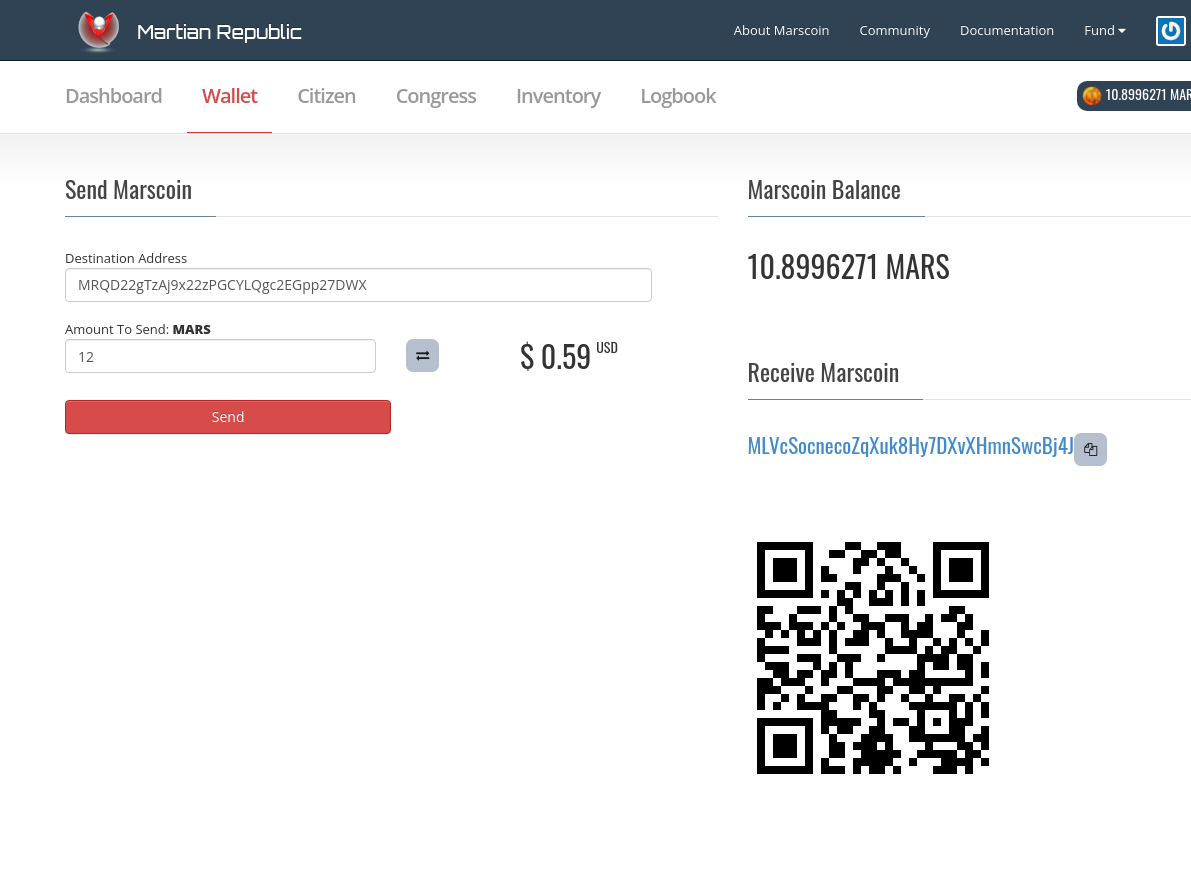 Martian Republic
About Marscoin
Community
Documentation
Fund
Dashboard
Wallet
Citizen
Congress
Inventory
Logbook
10.8996271 MAR
Send Marscoin
Destination Address
MRQD22gTzAj9x22zPGCYLQgc2EGpp27DWX
Amount To Send: MARS
12
$ 0.59 USD
Send
Marscoin Balance
10.8996271 MARS
Receive Marscoin
MLVcSocnecoZqXuk8Hy7DXvXHmnSwcBj4J